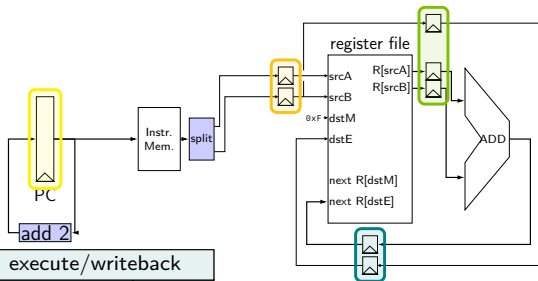 register file
srcA
srcB
0xF
dstM
dstE
next R[dstM]
next R[dstE]
R[srcA]
R[srcB]
ADD
Instr.
Mem.
split
PC
add 2
execute/writeback